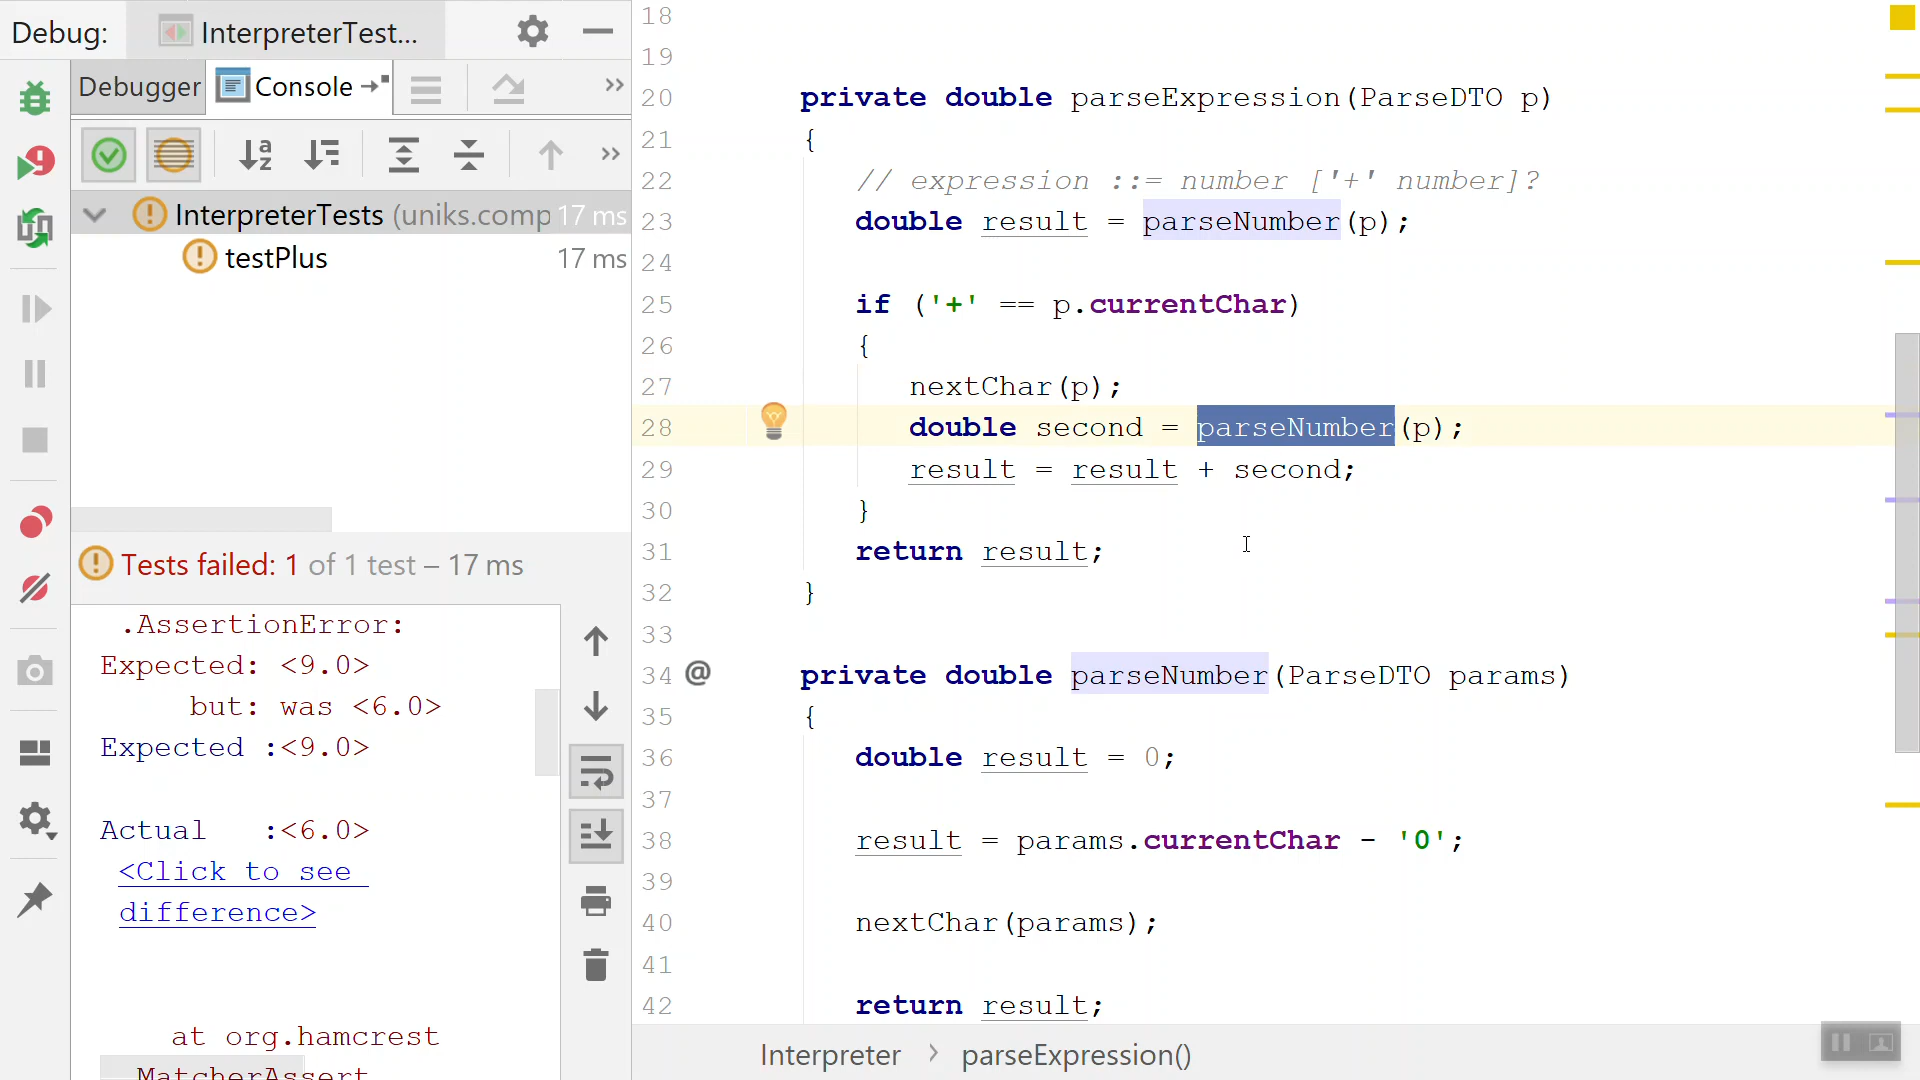 Debug:
InterpreterTest...
Debugger
Console
InterpreterTests (uniks.comp 17 ms
testPlus 17 ms
Tests failed: 1 of 1 test – 17 ms
.AssertionError:
Expected: <9.0>
but: was <6.0>
Expected :<9.0>
Actual :<6.0>
<Click to see
difference>
at org.hamcrest
.MatcherAssert
18
19
20 private double parseExpression(ParseDTO p)
21 {
22 // expression ::= number ['+' number]?
23 double result = parseNumber(p);
24
25 if ('+' == p.currentChar)
26 {
27 nextChar(p);
28 double second = parseNumber(p);
29 result = result + second;
30 }
31 return result;
32 }
33
34 @ private double parseNumber(ParseDTO params)
35 {
36 double result = 0;
37
38 result = params.currentChar - '0';
39
40 nextChar(params);
41
42 return result;
Interpreter > parseExpression()